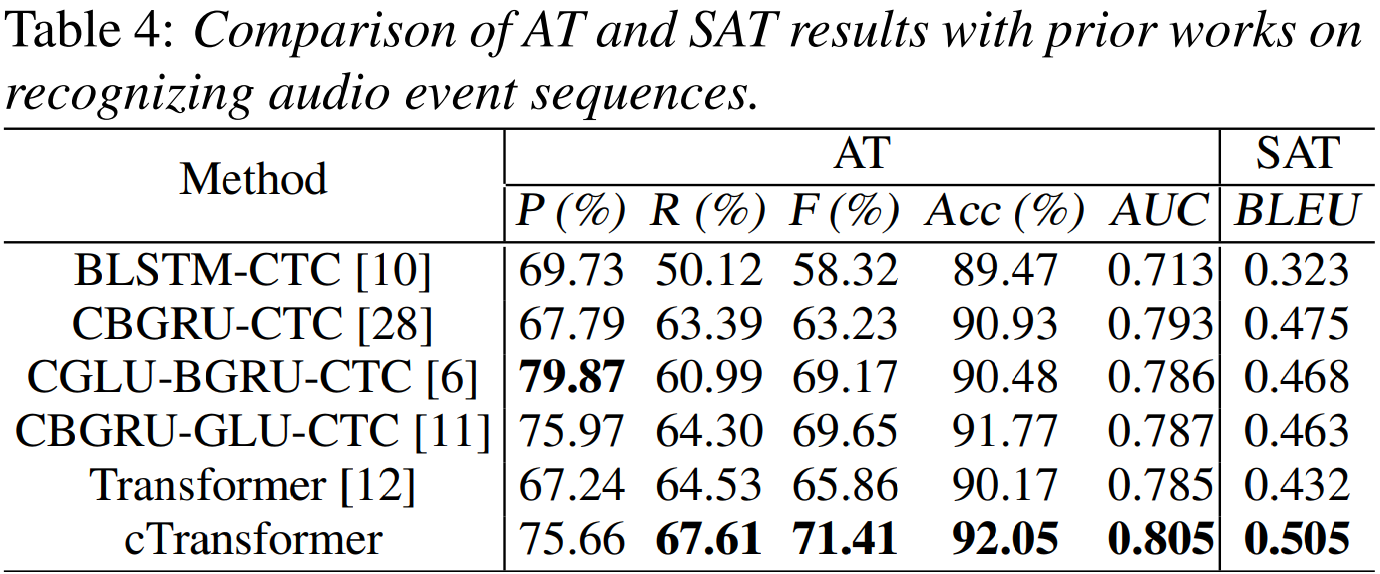 Table 4: Comparison of AT and SAT results with prior works on
recognizing audio event sequences.
Method AT SAT
P (%) R (%) F (%) Acc (%) AUC BLEU
BLSTM-CTC [10] 69.73 50.12 58.32 89.47 0.713 0.323
CBGRU-CTC [28] 67.79 63.39 63.23 90.93 0.793 0.475
CGLU-BGRU-CTC [6] 79.87 60.99 69.17 90.48 0.786 0.468
CBGRU-GLU-CTC [11] 75.97 64.30 69.65 91.77 0.787 0.463
Transformer [12] 67.24 64.53 65.86 90.17 0.785 0.432
cTransformer 75.66 67.61 71.41 92.05 0.805 0.505